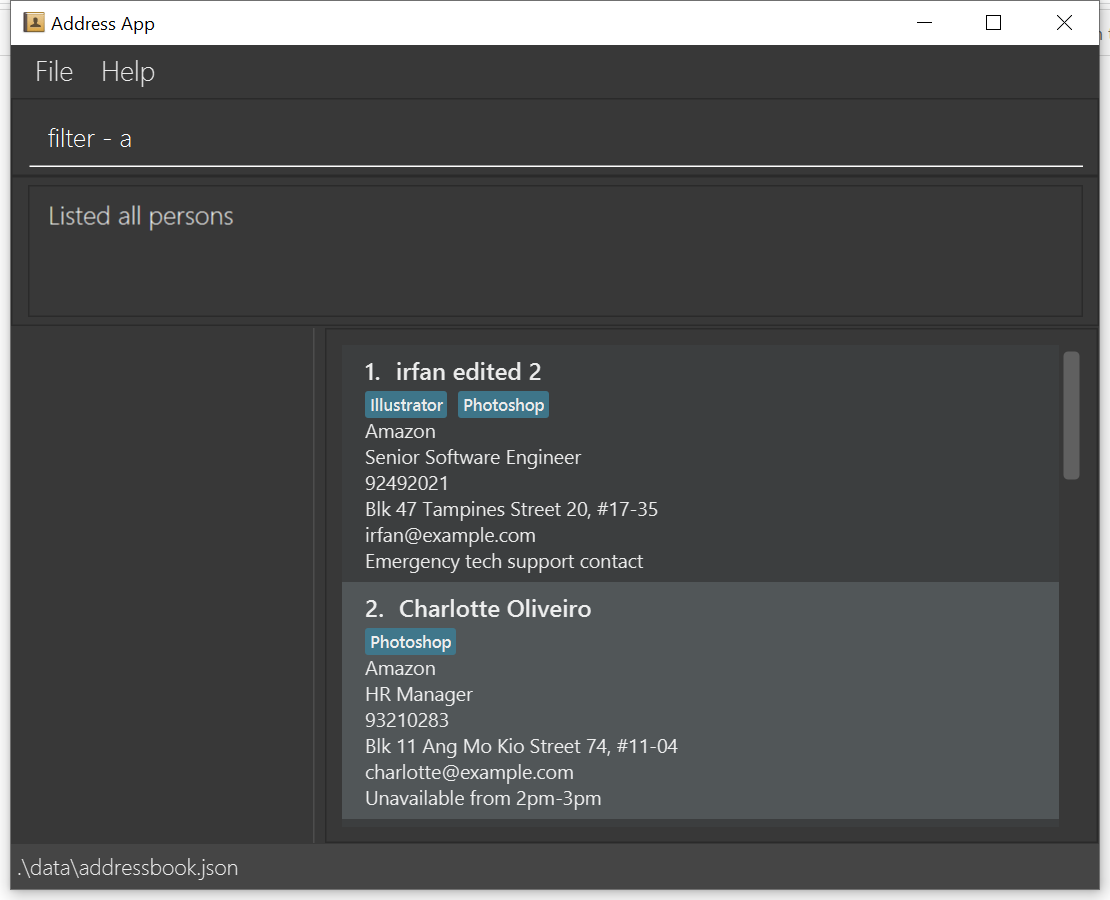 Address App
File Help
filter - a
Listed all persons
1. irfan edited 2
Illustrator Photoshop
Amazon
Senior Software Engineer
92492021
Blk 47 Tampines Street 20, #17-35
irfan@example.com
Emergency tech support contact
2. Charlotte Oliveiro
Photoshop
Amazon
HR Manager
93210283
Blk 11 Ang Mo Kio Street 74, #11-04
charlotte@example.com
Unavailable from 2pm-3pm
.\data\addressbook.json